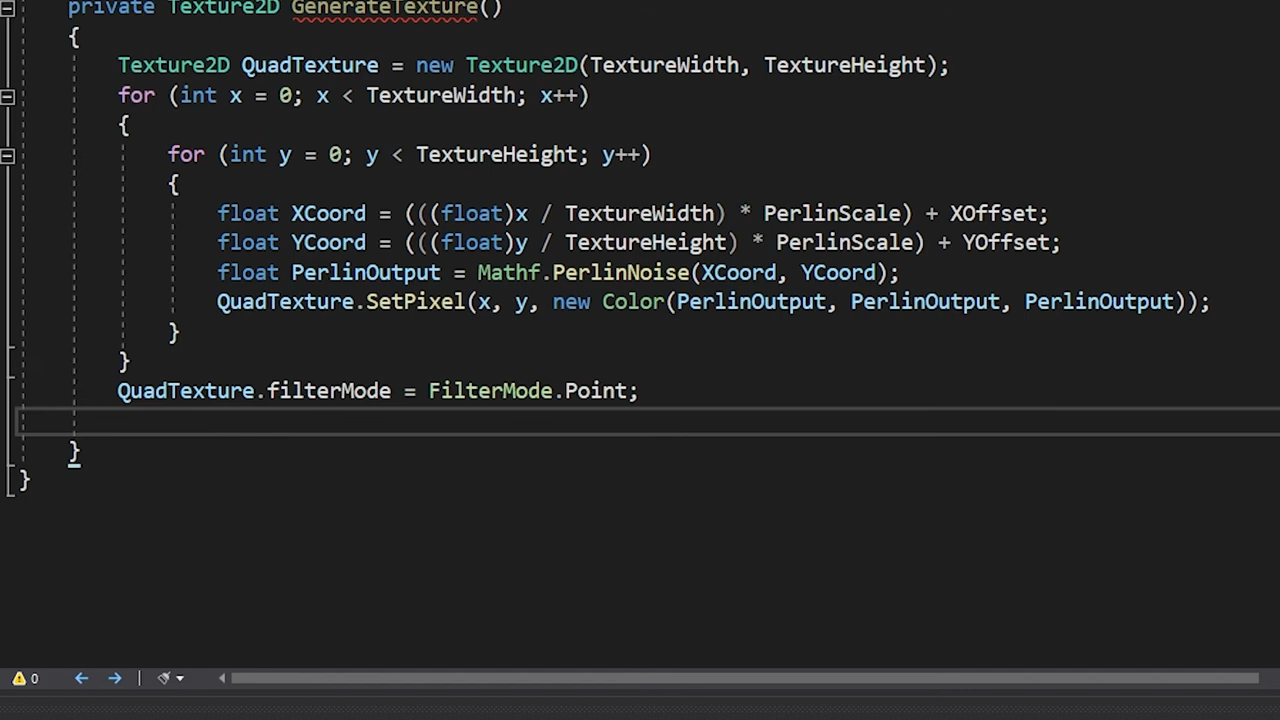 private Texture2D GenerateTexture()
{
Texture2D QuadTexture = new Texture2D(TextureWidth, TextureHeight);
for (int x = 0; x < TextureWidth; x++)
{
for (int y = 0; y < TextureHeight; y++)
{
float XCoord = (((float)x / TextureWidth) * PerlinScale) + XOffset;
float YCoord = (((float)y / TextureHeight) * PerlinScale) + YOffset;
float PerlinOutput = Mathf.PerlinNoise(XCoord, YCoord);
QuadTexture.SetPixel(x, y, new Color(PerlinOutput, PerlinOutput, PerlinOutput));
}
}
QuadTexture.filterMode = FilterMode.Point;
}
}
0